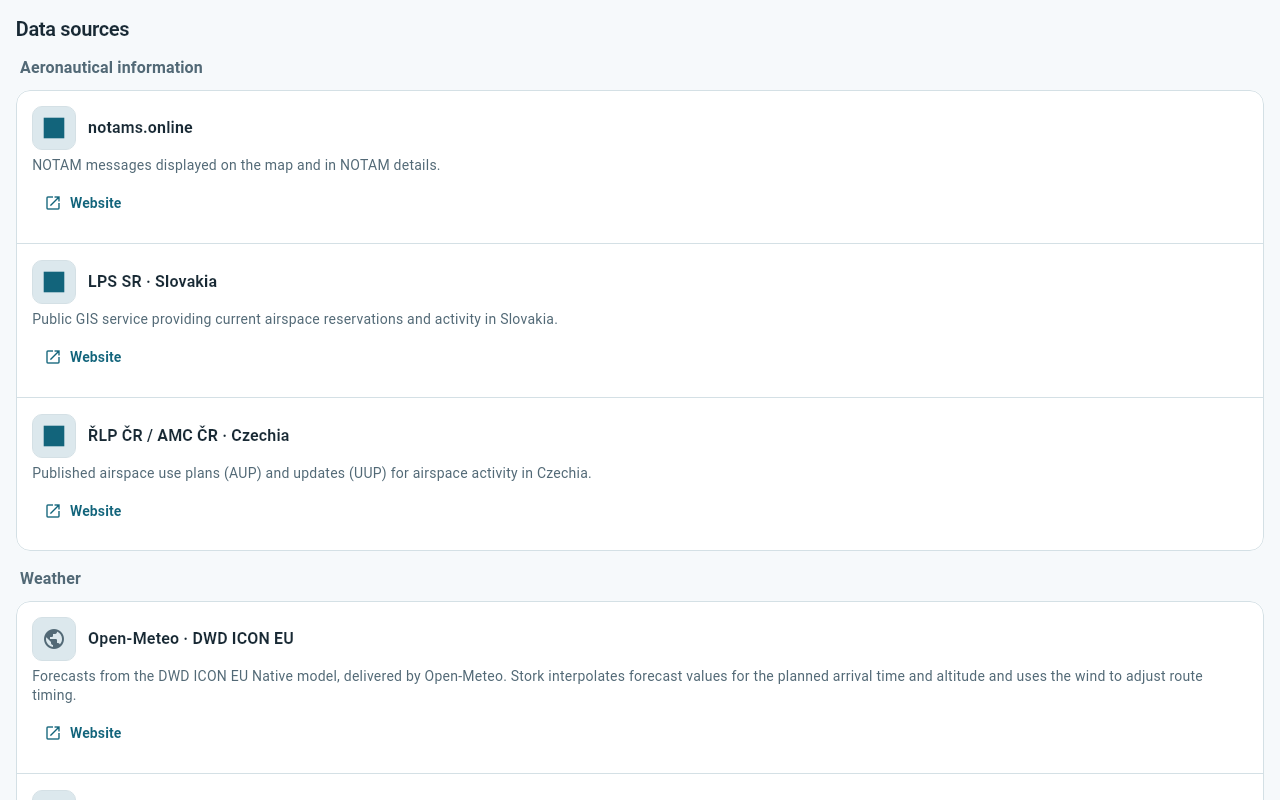 Data sources
Aeronautical information
notams.online
NOTAM messages displayed on the map and in NOTAM details.
Website
LPS SR · Slovakia
Public GIS service providing current airspace reservations and activity in Slovakia.
Website
ŘLP ČR / AMC ČR · Czechia
Published airspace use plans (AUP) and updates (UUP) for airspace activity in Czechia.
Website
Weather
Open-Meteo · DWD ICON EU
Forecasts from the DWD ICON EU Native model, delivered by Open-Meteo. Stork interpolates forecast values for the planned arrival time and altitude and uses the wind to adjust route
timing.
Website